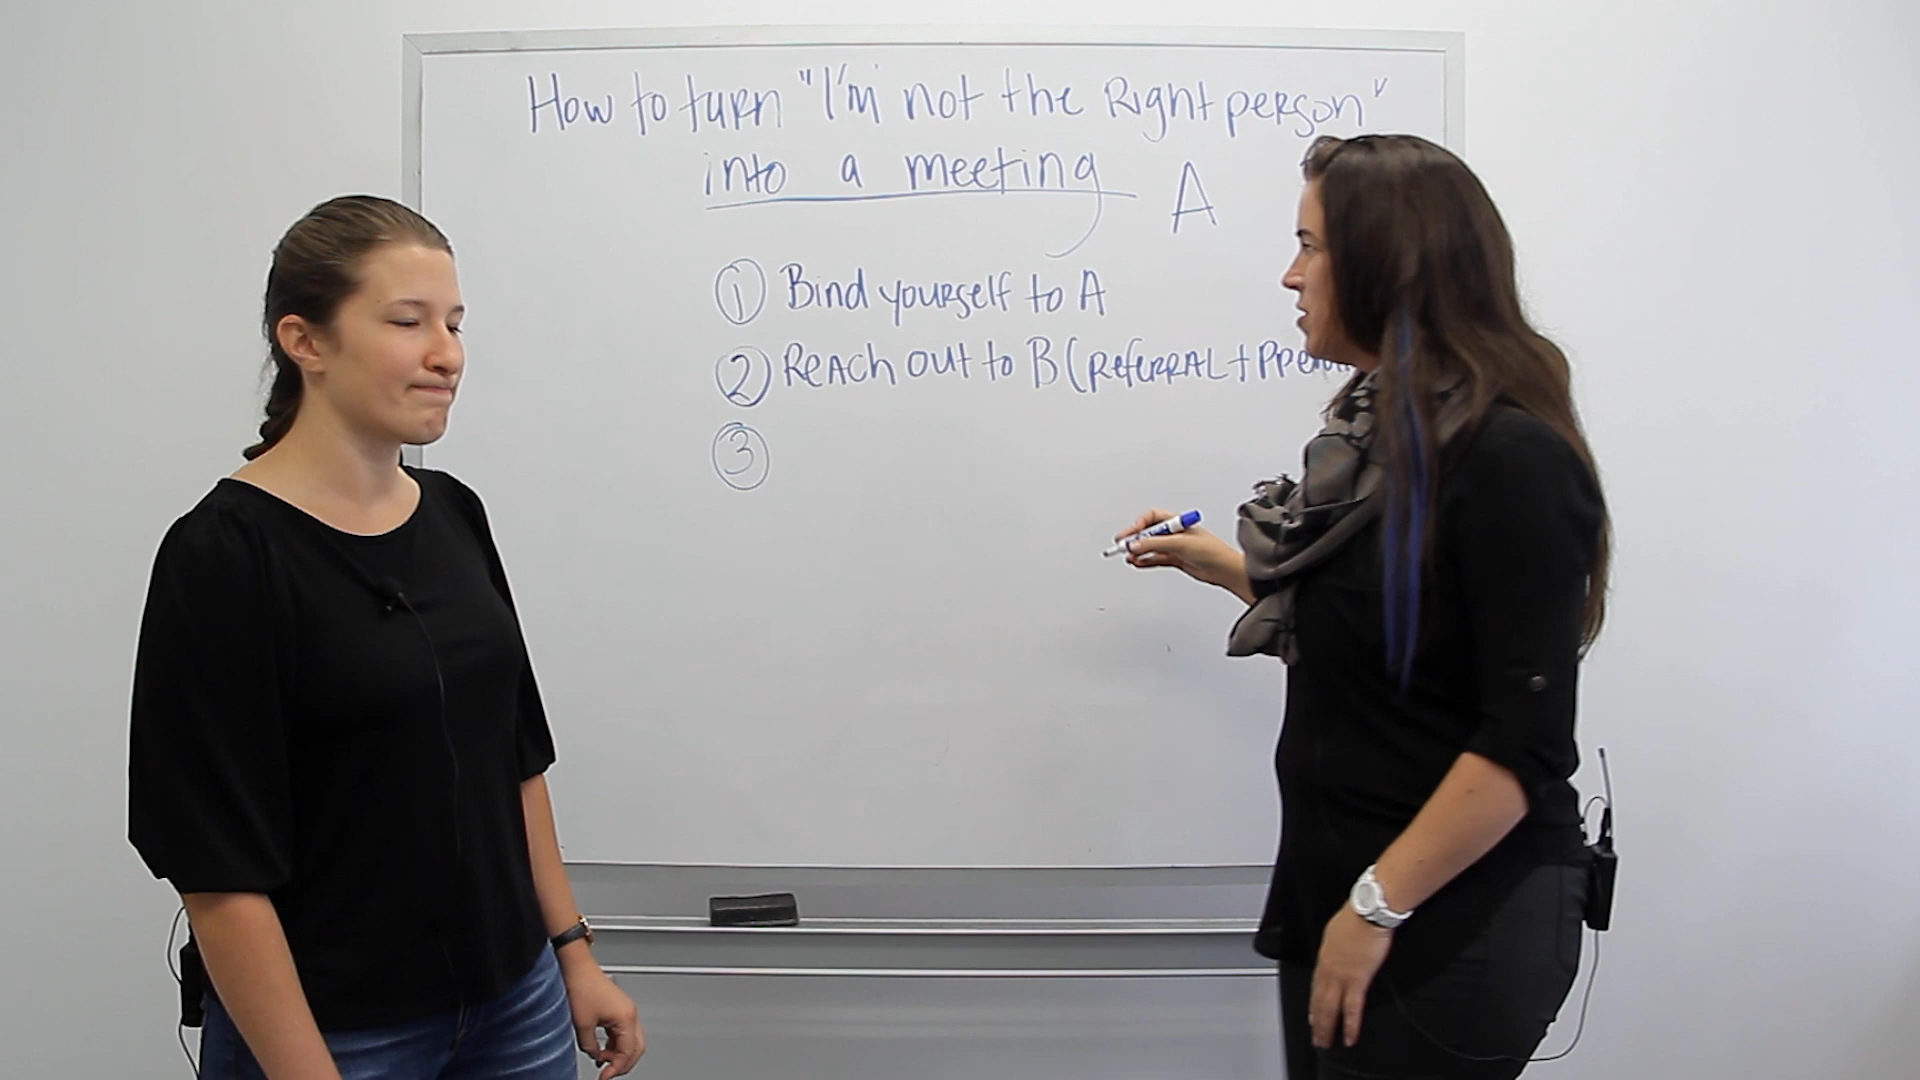 How to turn "I'm not the Right person"
into a meeting
A
1 Bind yourself to A
2 Reach out to B (Referral +
3